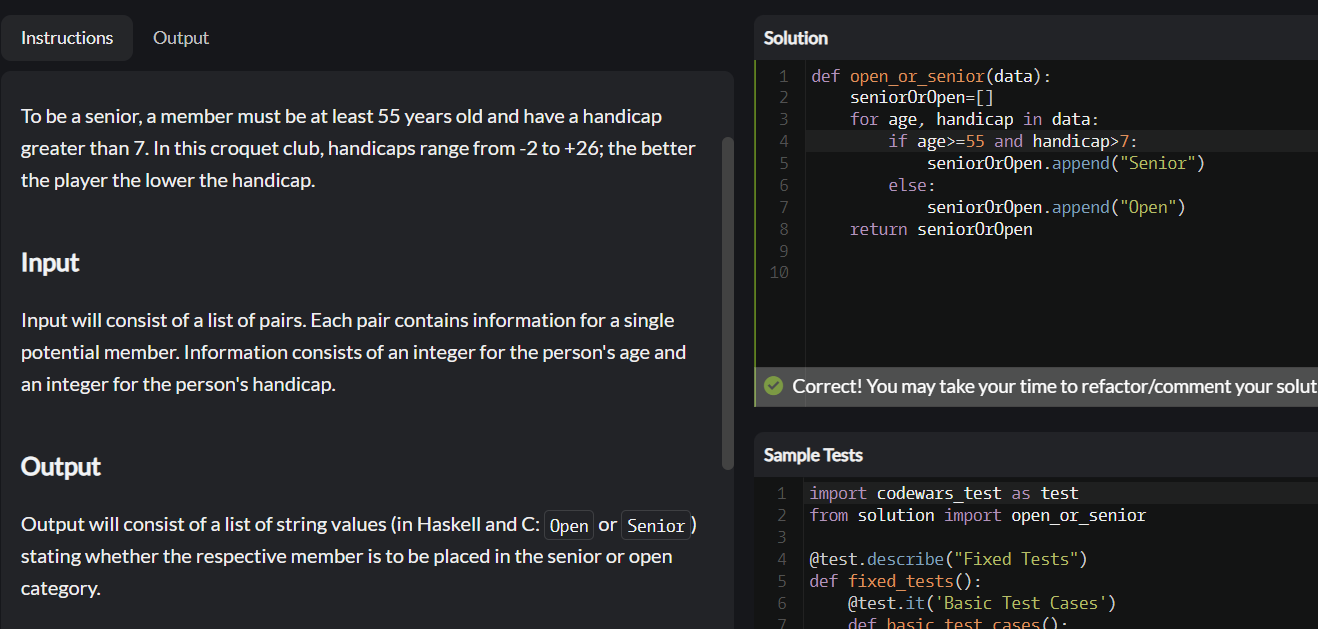 Instructions
Output
To be a senior, a member must be at least 55 years old and have a handicap
greater than 7. In this croquet club, handicaps range from -2 to +26; the better
the player the lower the handicap.
Input
Input will consist of a list of pairs. Each pair contains information for a single
potential member. Information consists of an integer for the person's age and
an integer for the person's handicap.
Output
Output will consist of a list of string values (in Haskell and C: Open or Senior)
stating whether the respective member is to be placed in the senior or open
category.
Solution
1 def open_or_senior(data):
2     seniorOrOpen=[]
3     for age, handicap in data:
4         if age>=55 and handicap>7:
5             seniorOrOpen.append("Senior")
6         else:
7             seniorOrOpen.append("Open")
8     return seniorOrOpen
9
10
Correct! You may take your time to refactor/comment your solut
Sample Tests
1 import codewars_test as test
2 from solution import open_or_senior
3
4 @test.describe("Fixed Tests")
5 def fixed_tests():
6     @test.it('Basic Test Cases')
7     def basic_test_cases():